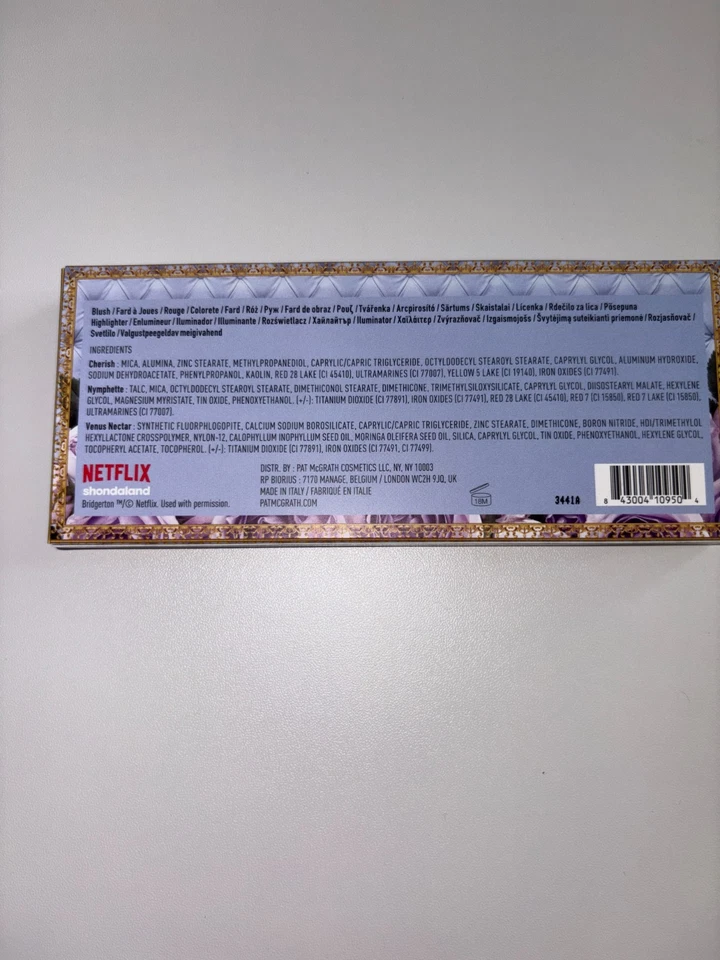 Blush / Fard à Joues / Rouge / Colorete / Fard / Róż / Руж / Fard de obraz / Ρουζ / Tvářenka / Arcpirosító / Sārtums / Skaistalai / Licenka / Rdečilo za lica / Põsepuna
Highlighter / Enlumineur / Iluminador / Illuminante / Rozświetlacz / Хайлайтър / Iluminator / Χαϊλάιτερ / Zvýrazňovač / Izgaismojošs / Švytėjimą suteikianti priemonė / Rozjasňovač /
Svetlilo / Valgustpeegeldav meigivahend
INGREDIENTS
Cherish : MICA, ALUMINA, ZINC STEARATE, METHYLPROPANEDIOL, CAPRYLIC/CAPRIC TRIGLYCERIDE, OCTYLDODECYL STEAROYL STEARATE, CAPRYLYL GLYCOL, ALUMINUM HYDROXIDE,
SODIUM DEHYDROACETATE, PHENYLPROPANOL, KAOLIN, RED 28 LAKE (CI 45410), ULTRAMARINES (CI 77007), YELLOW 5 LAKE (CI 19140), IRON OXIDES (CI 77491).
Nymphette : TALC, MICA, OCTYLDODECYL STEAROYL STEARATE, DIMETHICONOL STEARATE, DIMETHICONE, TRIMETHYLSILOXYSILICATE, CAPRYLYL GLYCOL, DIISOSTEARYL MALATE, HEXYLENE
GLYCOL, MAGNESIUM MYRISTATE, TIN OXIDE, PHENOXYETHANOL. (+/-): TITANIUM DIOXIDE (CI 77891), IRON OXIDES (CI 77491), RED 28 LAKE (CI 45410), RED 7 (CI 15850), RED 7 LAKE (CI 15850),
ULTRAMARINES (CI 77007).
Venus Nectar : SYNTHETIC FLUORPHLOGOPITE, CALCIUM SODIUM BOROSILICATE, CAPRYLIC/CAPRIC TRIGLYCERIDE, ZINC STEARATE, DIMETHICONE, BORON NITRIDE, HDI/TRIMETHYLOL
HEXYLLACTONE CROSSPOLYMER, NYLON-12, CALOPHYLLUM INOPHYLLUM SEED OIL, MORINGA OLEIFERA SEED OIL, SILICA, CAPRYLYL GLYCOL, TIN OXIDE, PHENOXYETHANOL, HEXYLENE GLYCOL,
TOCOPHERYL ACETATE, TOCOPHEROL. (+/-): TITANIUM DIOXIDE (CI 77891), IRON OXIDES (CI 77491, CI 77499).
NETFLIX
shondaland
Bridgerton ™/© Netflix. Used with permission.
DISTR. BY : PAT McGRATH COSMETICS LLC, NY, NY 10003
RP BIORIUS : 7170 MANAGE, BELGIUM / LONDON WC2H 9JQ, UK
MADE IN ITALY / FABRIQUÉ EN ITALIE
PATMCGRATH.COM
18M
3441A
8 43004 10950 4